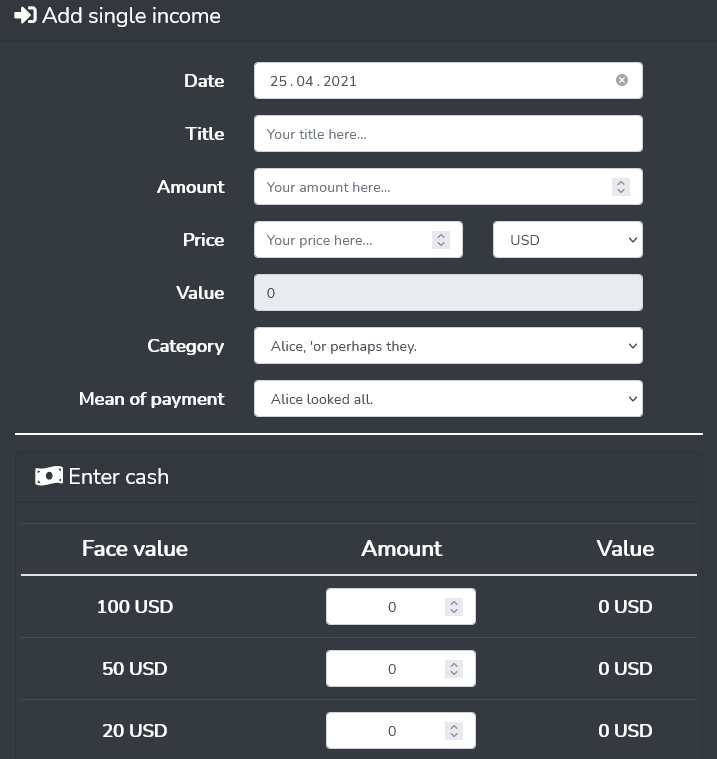 Add single income
Date 25.04.2021
Title Your title here...
Amount Your amount here...
Price Your price here... USD
Value 0
Category Alice, 'or perhaps they.
Mean of payment Alice looked all.
Enter cash
Face value Amount Value
100 USD 0 0 USD
50 USD 0 0 USD
20 USD 0 0 USD